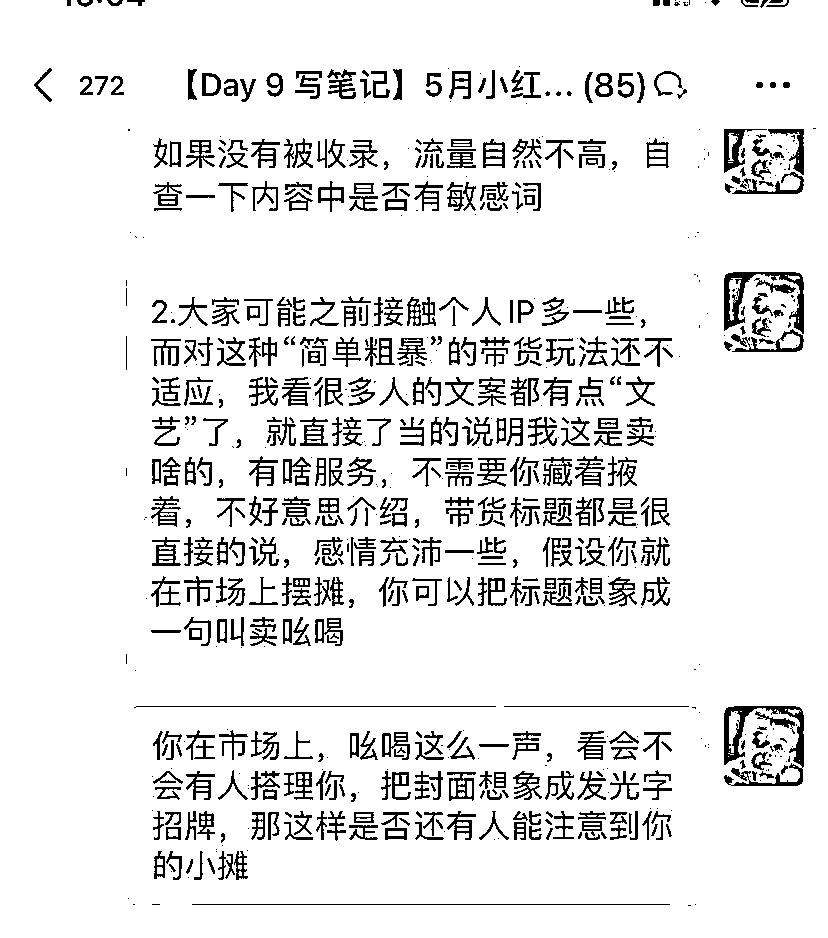 272 【Day 9 写笔记】5月小红... (85)
如果没有被收录，流量自然不高，自
查一下内容中是否有敏感词
2.大家可能之前接触个人IP多一些，
而对这种“简单粗暴”的带货玩法还不
适应，我看很多人的文案都有点“文
艺”了，就直接了当的说明我这是卖
啥的，有啥服务，不需要你藏着掖
着，不好意思介绍，带货标题都是很
直接的说，感情充沛一些，假设你就
在市场上摆摊，你可以把标题想象成
一句叫卖吆喝
你在市场上，吆喝这么一声，看会不
会有人搭理你，把封面想象成发光字
招牌，那这样是否还有人能注意到你
的小摊